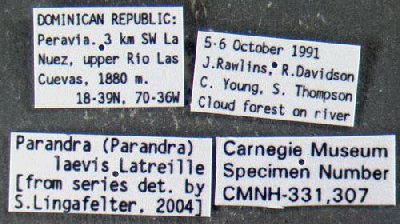 DOMINICAN REPUBLIC:
Peravia. 3 km SW La
Nuez, upper Rio Las
Cuevas, 1880 m.
18-39N, 70-36W
5-6 October 1991
J.Rawlins, R.Davidson
C. Young, S. Thompson
Cloud forest on river
Parandra (Parandra)
laevis Latreille
[from series det. by
S.Lingafelter, 2004]
Carnegie Museum
Specimen Number
CMNH-331,307